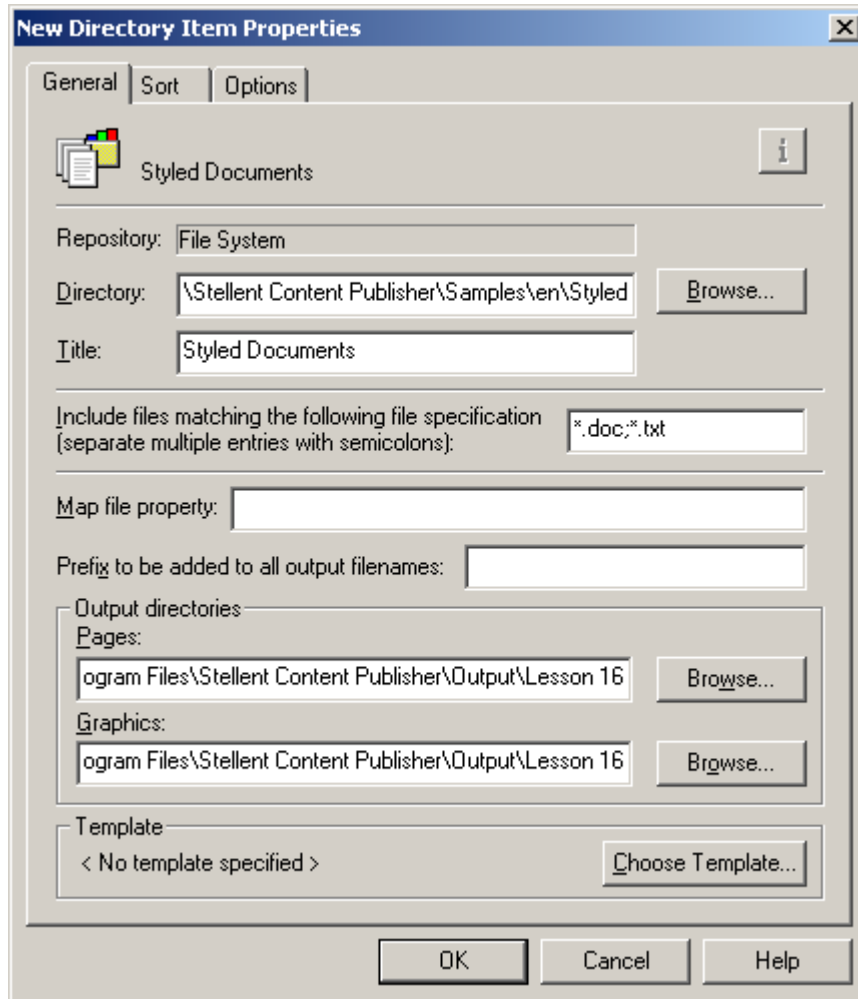 New Directory Item Properties
General Sort Options
Styled Documents
i
Repository: File System
Directory: \Stellent Content Publisher\Samples\en\Styled Browse...
Title: Styled Documents
Include files matching the following file specification
(separate multiple entries with semicolons): *.doc;*.txt
Map file property:
Prefix to be added to all output filenames:
Output directories
Pages:
ogram Files\Stellent Content Publisher\Output\Lesson 16 Browse...
Graphics:
ogram Files\Stellent Content Publisher\Output\Lesson 16 Browse...
Template
< No template specified > Choose Template...
OK Cancel Help